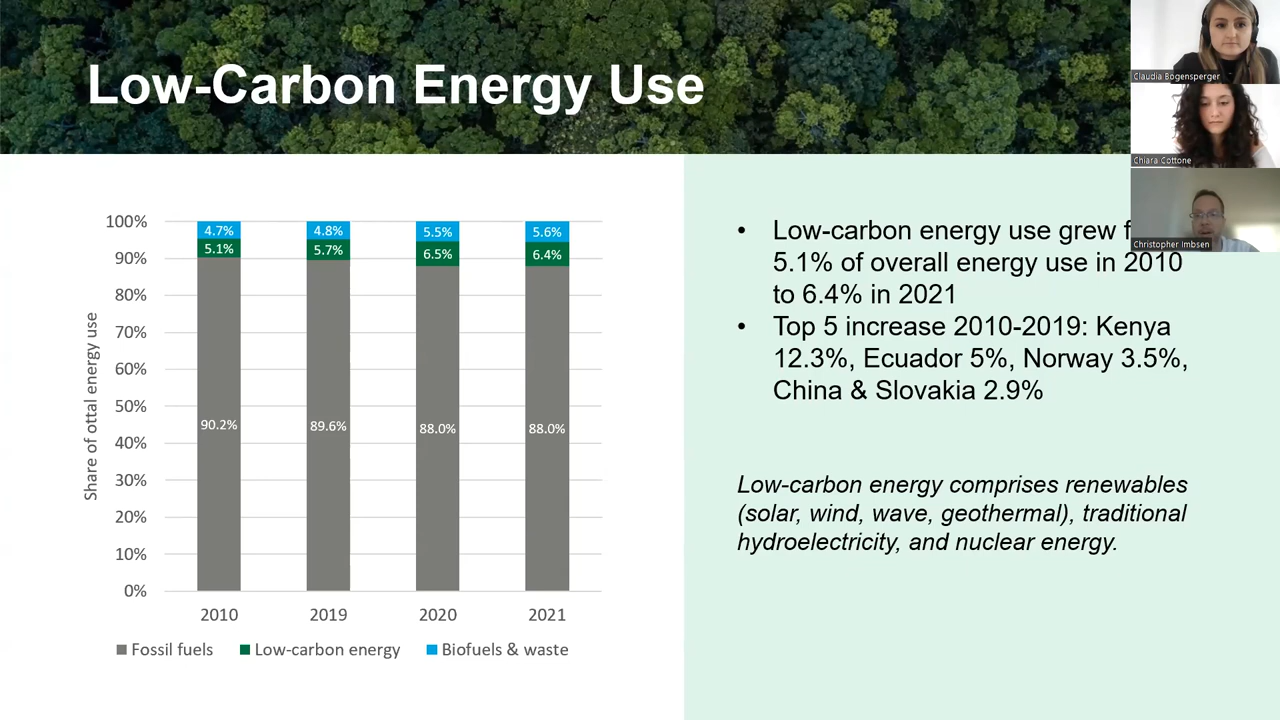 Low-Carbon Energy Use
Claudia Bogensperger
Chiara Cottone
Christopher Imbsen
100%
90%
80%
70%
60%
50%
40%
30%
20%
10%
0%
Share of ottal energy use
4.7%
4.8%
5.5%
5.6%
5.1%
5.7%
6.5%
6.4%
90.2%
89.6%
88.0%
88.0%
2010
2019
2020
2021
Fossil fuels
Low-carbon energy
Biofuels & waste
• Low-carbon energy use grew
5.1% of overall energy use in 2010
to 6.4% in 2021
• Top 5 increase 2010-2019: Kenya
12.3%, Ecuador 5%, Norway 3.5%,
China & Slovakia 2.9%
Low-carbon energy comprises renewables
(solar, wind, wave, geothermal), traditional
hydroelectricity, and nuclear energy.